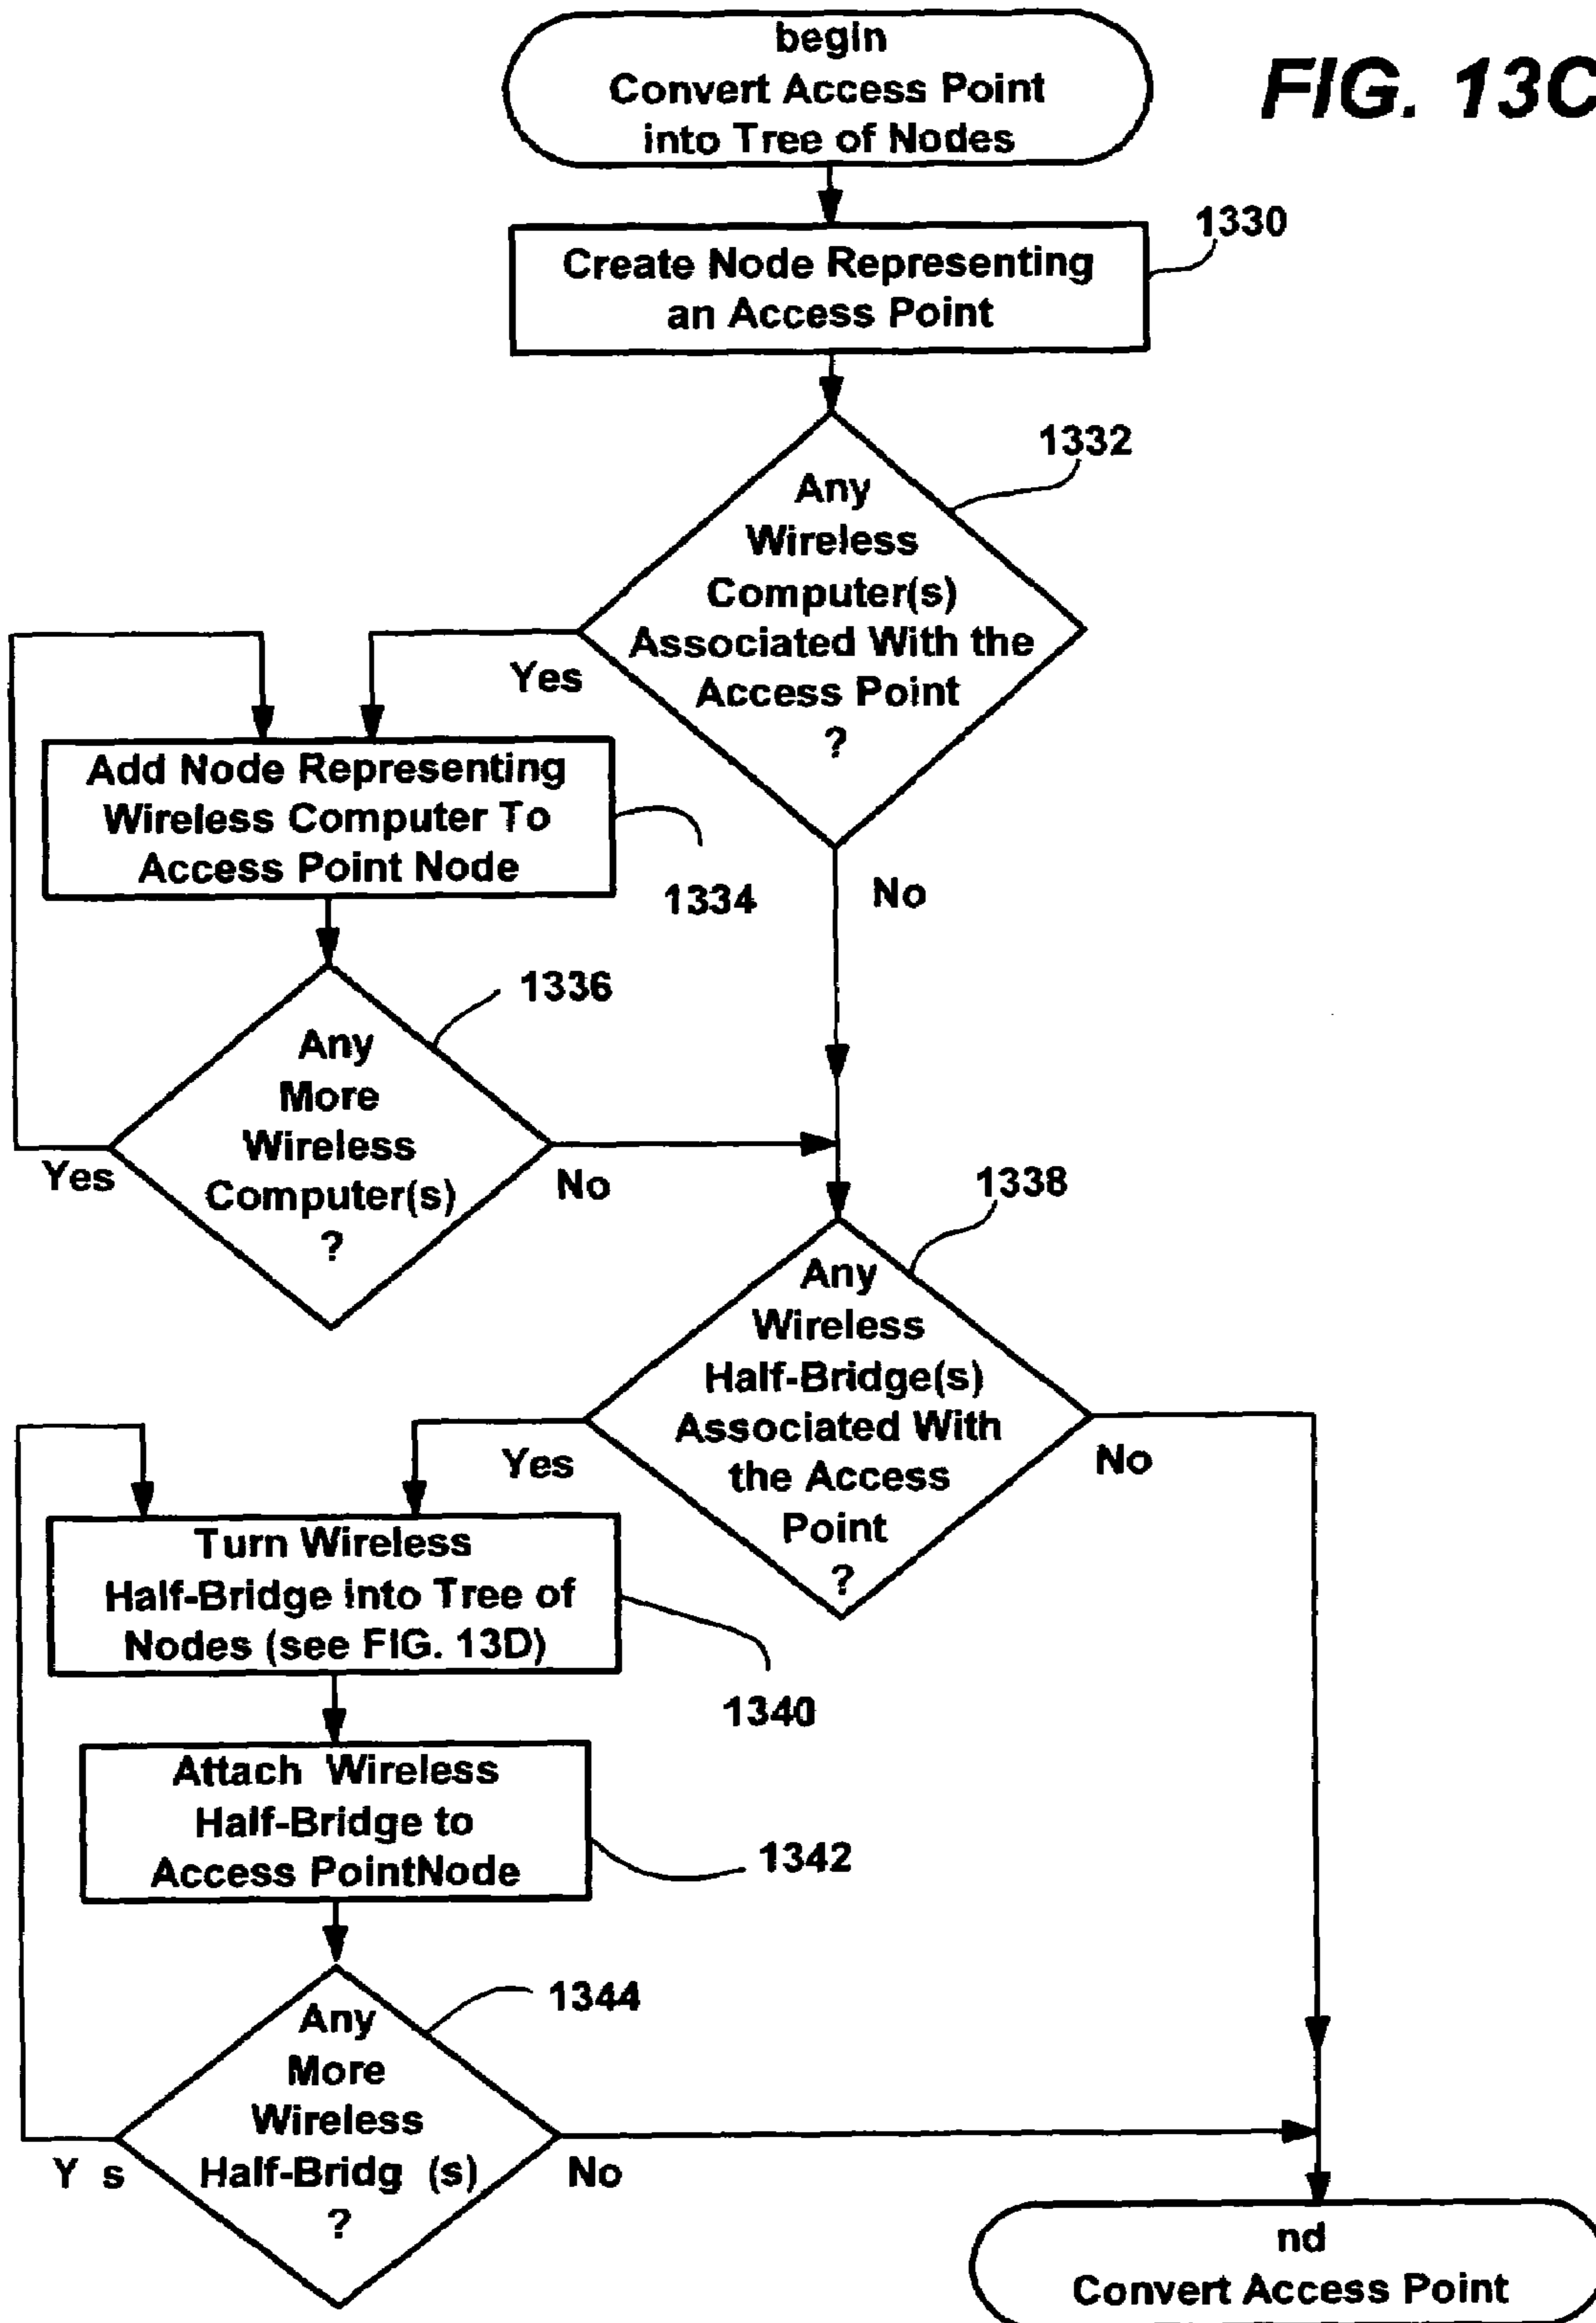 begin
Convert Access Point
into Tree of Nodes
FIG. 13C
1330
Create Node Representing
an Access Point
1332
Any
Wireless
Computer(s)
Associated With the
Access Point
?
Yes
No
Add Node Representing
Wireless Computer To
Access Point Node
1334
1336
Any
More
Wireless
Computer(s)
?
Yes
No
1338
Any
Wireless
Half-Bridge(s)
Associated With
the Access
Point
?
Yes
No
Turn Wireless
Half-Bridge into Tree of
Nodes (see FIG. 13D)
1340
Attach Wireless
Half-Bridge to
Access PointNode
1342
1344
Any
More
Wireless
Half-Bridg (s)
?
Y s
No
nd
Convert Access Point